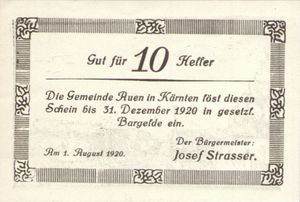 Gut für 10 Heller
Die Gemeinde Auen in Kärnten löst diesen
Schein bis 31. Dezember 1920 in gesetzl.
Bargelde ein.
Der Bürgermeister:
Am 1. August 1920. Josef Strasser.